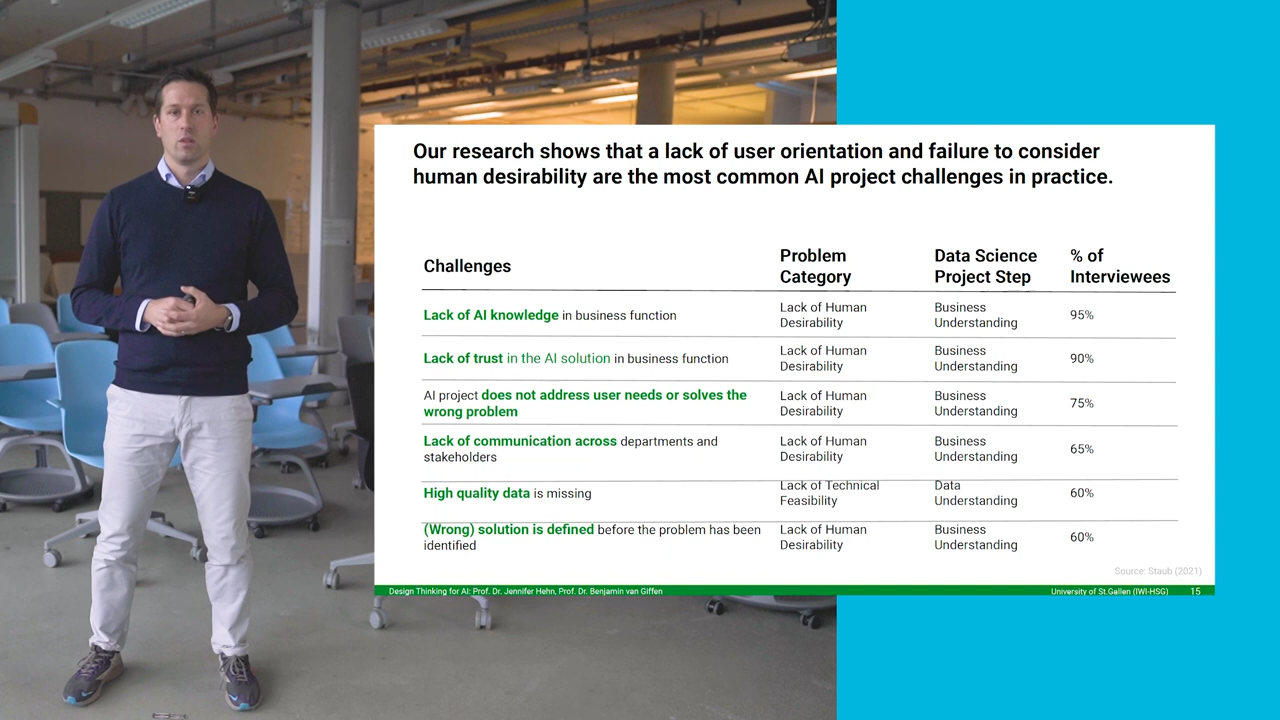 Our research shows that a lack of user orientation and failure to consider
human desirability are the most common AI project challenges in practice.
Challenges
Problem
Category
Data Science
Project Step
% of
Interviewees
Lack of AI knowledge in business function
Lack of Human
Desirability
Business
Understanding
95%
Lack of trust in the AI solution in business function
Lack of Human
Desirability
Business
Understanding
90%
AI project does not address user needs or solves the
wrong problem
Lack of Human
Desirability
Business
Understanding
75%
Lack of communication across departments and
stakeholders
Lack of Human
Desirability
Business
Understanding
65%
High quality data is missing
Lack of Technical
Feasibility
Data
Understanding
60%
(Wrong) solution is defined before the problem has been
identified
Lack of Human
Desirability
Business
Understanding
60%
Source: Staub (2021)
Design Thinking for AI: Prof. Dr. Jennifer Hehn, Prof. Dr. Benjamin van Giffen
University of St.Gallen (IWI-HSG)
15